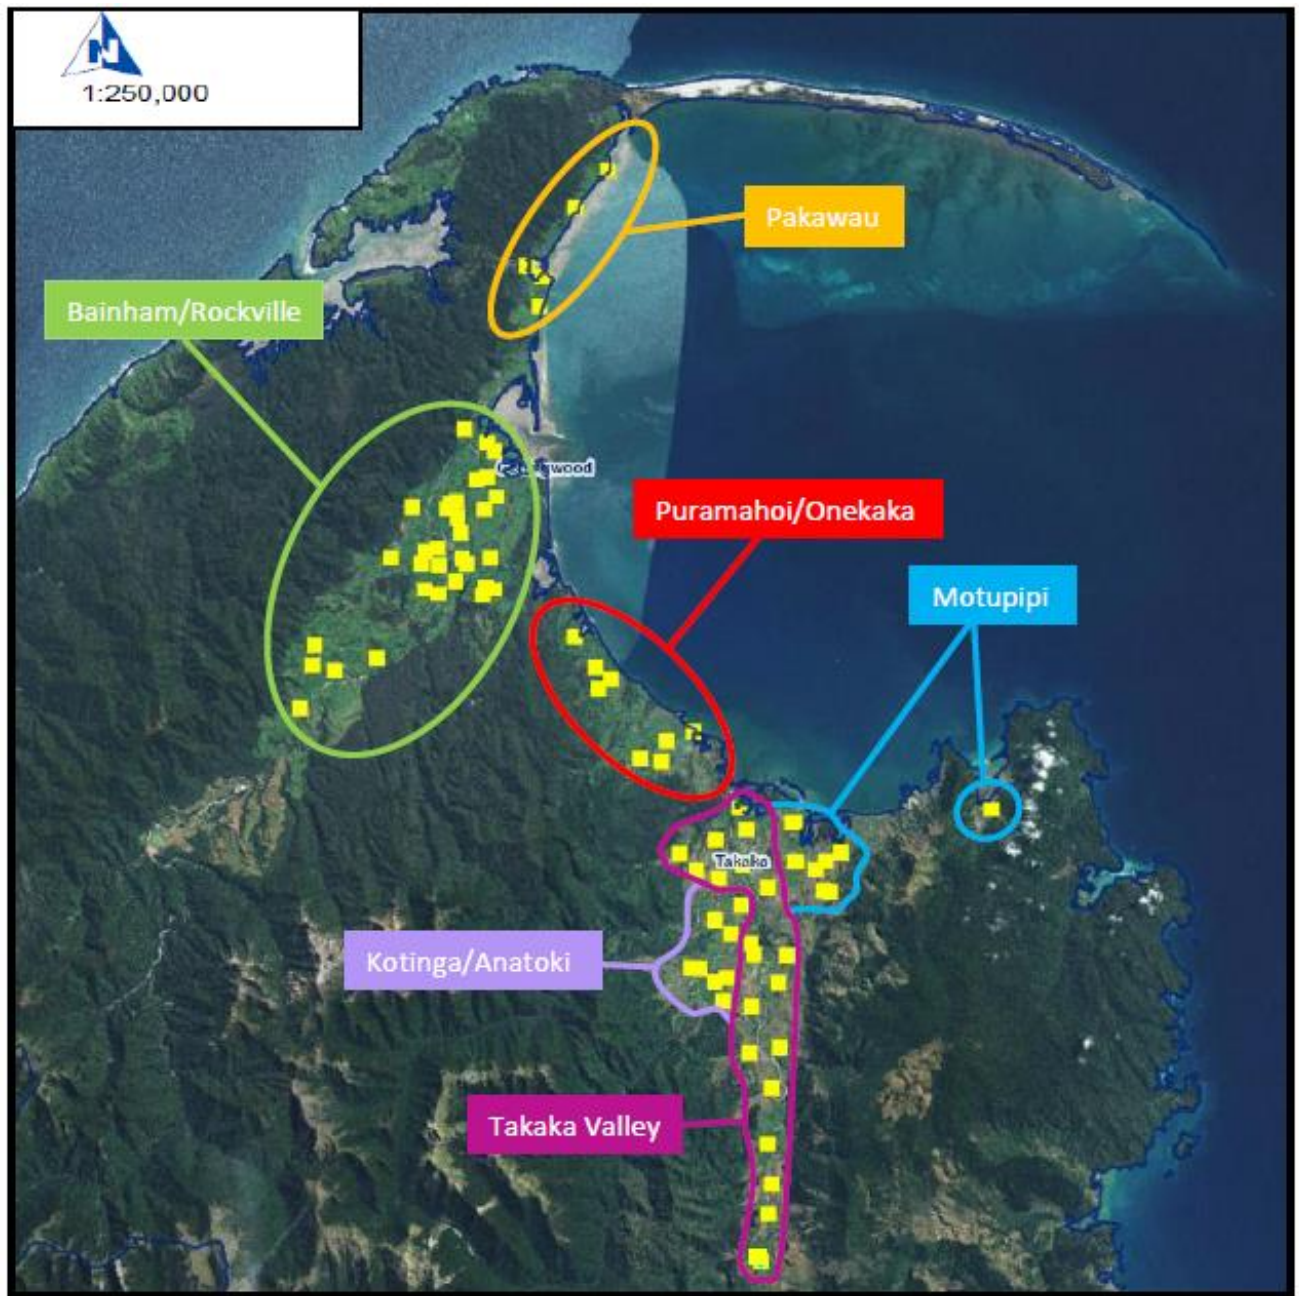 N
1:250,000
Pakawau
Bainham/Rockville
Puramahoi/Onekaka
Motupipi
Takaka
Kotinga/Anatoki
Takaka Valley